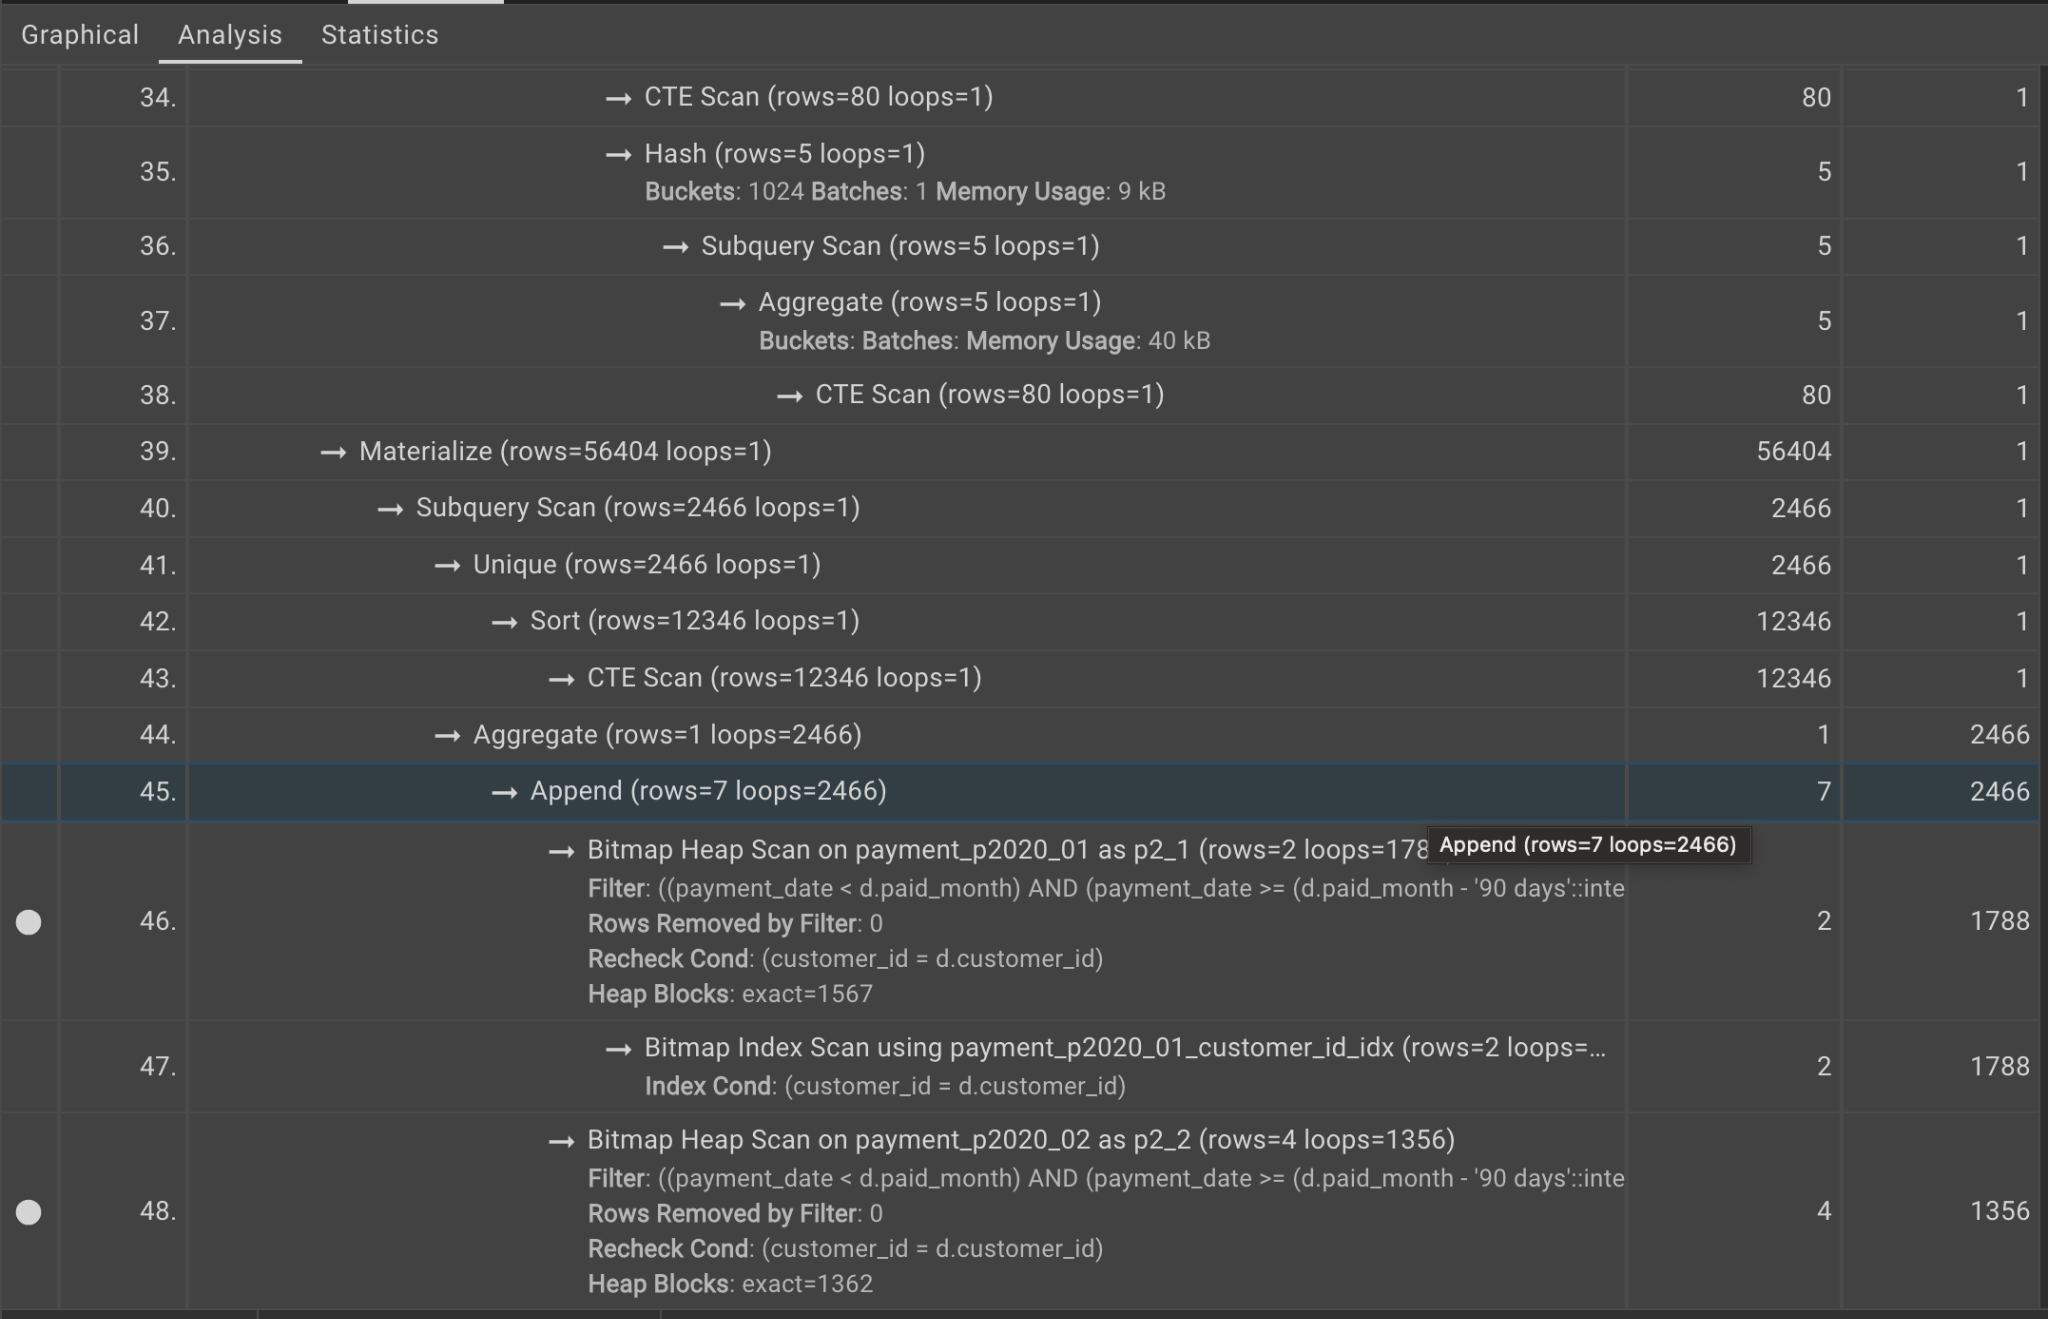 Graphical Analysis Statistics
34. → CTE Scan (rows=80 loops=1) 80 1
35. → Hash (rows=5 loops=1) 5 1
Buckets: 1024 Batches: 1 Memory Usage: 9 kB
36. → Subquery Scan (rows=5 loops=1) 5 1
37. → Aggregate (rows=5 loops=1) 5 1
Buckets: Batches: Memory Usage: 40 kB
38. → CTE Scan (rows=80 loops=1) 80 1
39. → Materialize (rows=56404 loops=1) 56404 1
40. → Subquery Scan (rows=2466 loops=1) 2466 1
41. → Unique (rows=2466 loops=1) 2466 1
42. → Sort (rows=12346 loops=1) 12346 1
43. → CTE Scan (rows=12346 loops=1) 12346 1
44. → Aggregate (rows=1 loops=2466) 1 2466
45. → Append (rows=7 loops=2466) 7 2466
Append (rows=7 loops=2466)
46. → Bitmap Heap Scan on payment_p2020_01 as p2_1 (rows=2 loops=178 2 1788
Filter: ((payment_date < d.paid_month) AND (payment_date >= (d.paid_month - '90 days'::inte
Rows Removed by Filter: 0
Recheck Cond: (customer_id = d.customer_id)
Heap Blocks: exact=1567
47. → Bitmap Index Scan using payment_p2020_01_customer_id_idx (rows=2 loops=... 2 1788
Index Cond: (customer_id = d.customer_id)
48. → Bitmap Heap Scan on payment_p2020_02 as p2_2 (rows=4 loops=1356) 4 1356
Filter: ((payment_date < d.paid_month) AND (payment_date >= (d.paid_month - '90 days'::inte
Rows Removed by Filter: 0
Recheck Cond: (customer_id = d.customer_id)
Heap Blocks: exact=1362